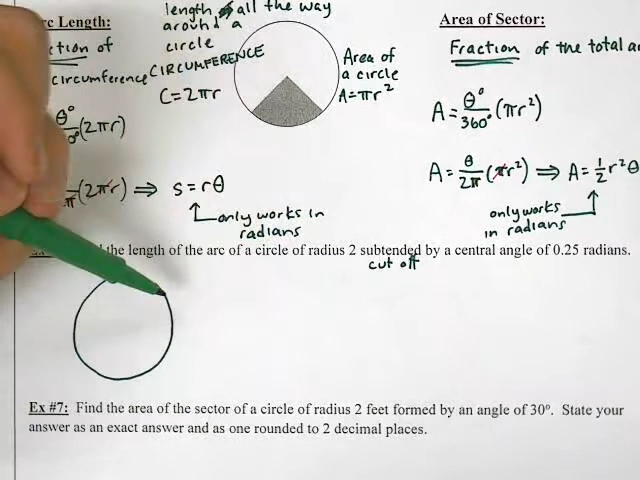 rc Length:
ction of
circumference
θ°
0° (2πr)
π (2πr) ⇒ s = rθ
only works in
radians
length of all the way
around a
circle
CIRCUMFERENCE
C = 2πr
Area of
a circle
A = πr²
Area of Sector:
Fraction of the total a
A = θ°/360° (πr²)
A = θ/2π (πr²) ⇒ A = ½ r²θ
only works
in radians
the length of the arc of a circle of radius 2 subtended by a central angle of 0.25 radians.
cut off
Ex #7: Find the area of the sector of a circle of radius 2 feet formed by an angle of 30°. State your
answer as an exact answer and as one rounded to 2 decimal places.